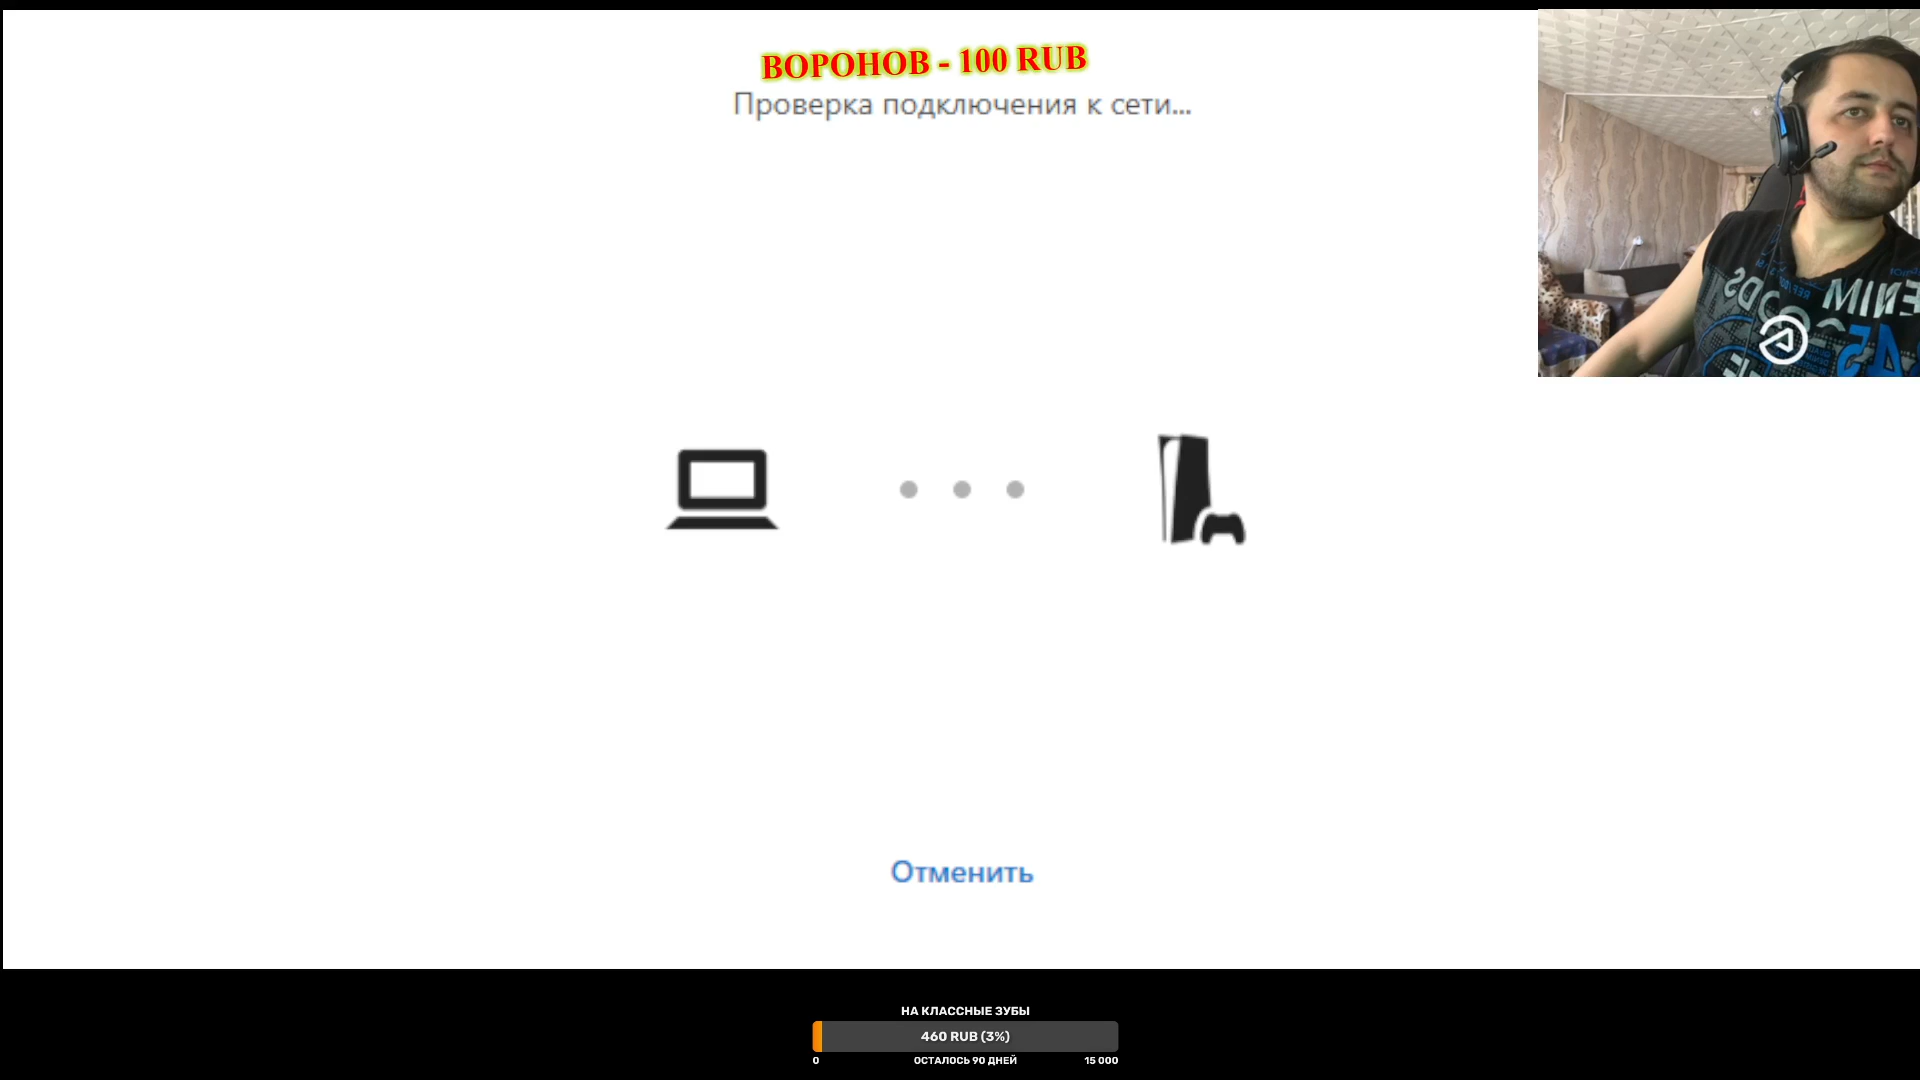 ВОРОНОВ - 100 RUB
Проверка подключения к сети...
Отменить
НА КЛАССНЫЕ ЗУБЫ
460 RUB (3%)
0 ОСТАЛОСЬ 90 ДНЕЙ 15 000